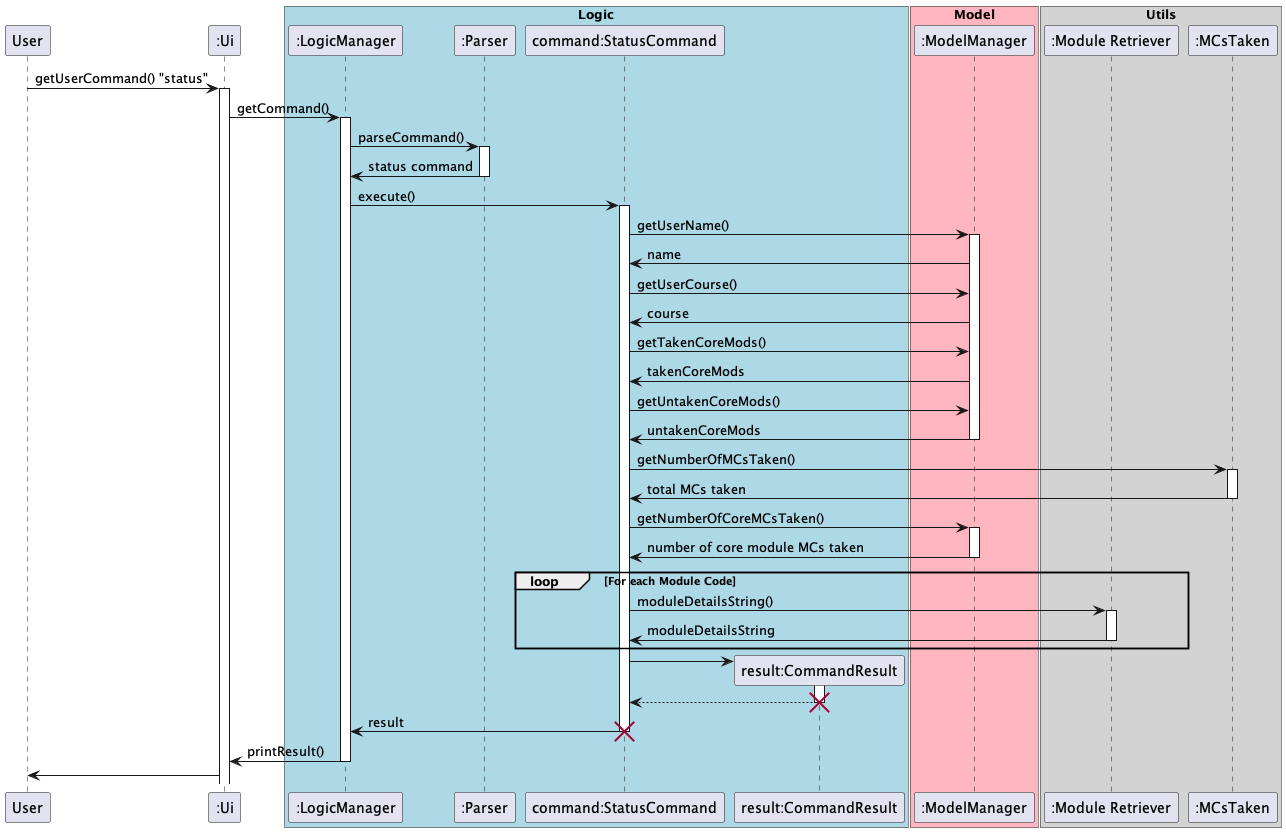 Logic
Model
Utils
User
:Ui
:LogicManager
:Parser
command:StatusCommand
:ModelManager
:Module Retriever
:MCsTaken
getUserCommand() "status"
getCommand()
parseCommand()
status command
execute()
getUserName()
name
getUserCourse()
course
getTakenCoreMods()
takenCoreMods
getUntakenCoreMods()
untakenCoreMods
getNumberOfMCsTaken()
total MCs taken
getNumberOfCoreMCsTaken()
number of core module MCs taken
loop
[For each Module Code]
moduleDetailsString()
moduleDetailsString
result:CommandResult
result
printResult()
User
:Ui
:LogicManager
:Parser
command:StatusCommand
result:CommandResult
:ModelManager
:Module Retriever
:MCsTaken